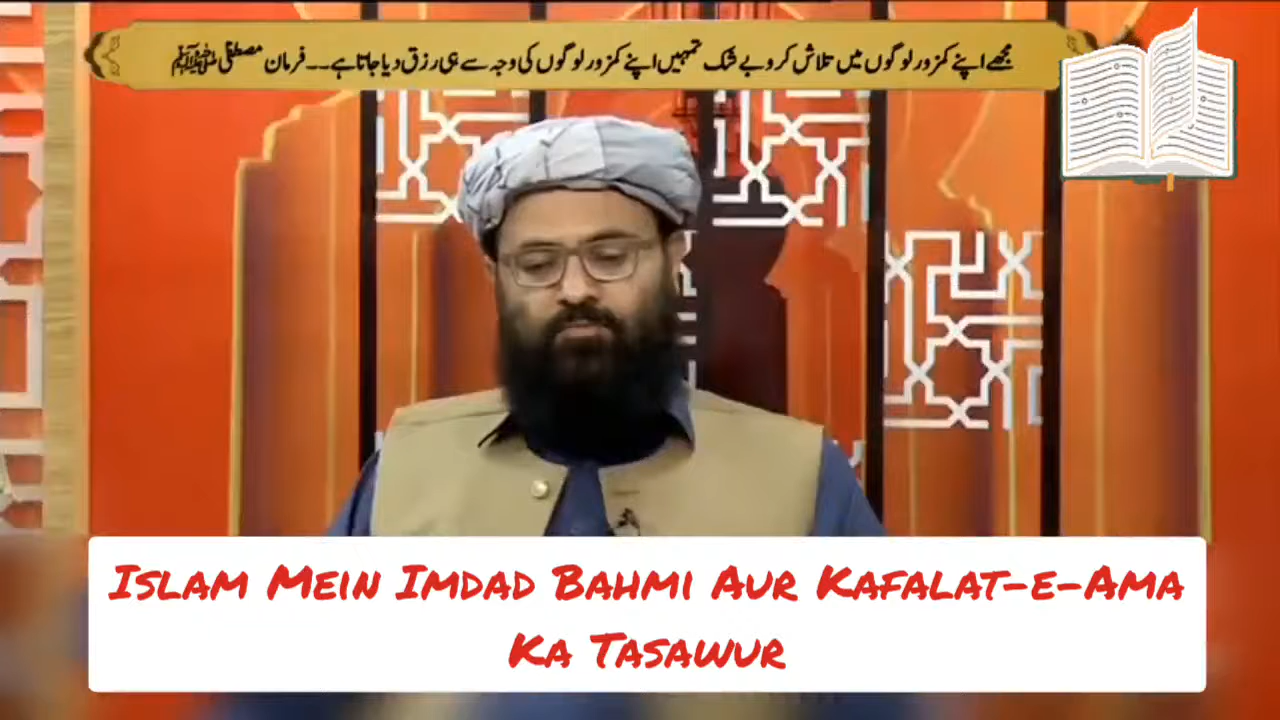 مجھے اپنے کمزور لوگوں میں تلاش کرو بے شک تمہیں اپنے کمزور لوگوں کی وجہ سے ہی رزق دیا جاتا ہے۔۔ فرمان مصطفٰی ﷺ
Islam Mein Imdad Bahmi Aur Kafalat-e-Ama
Ka Tasawur